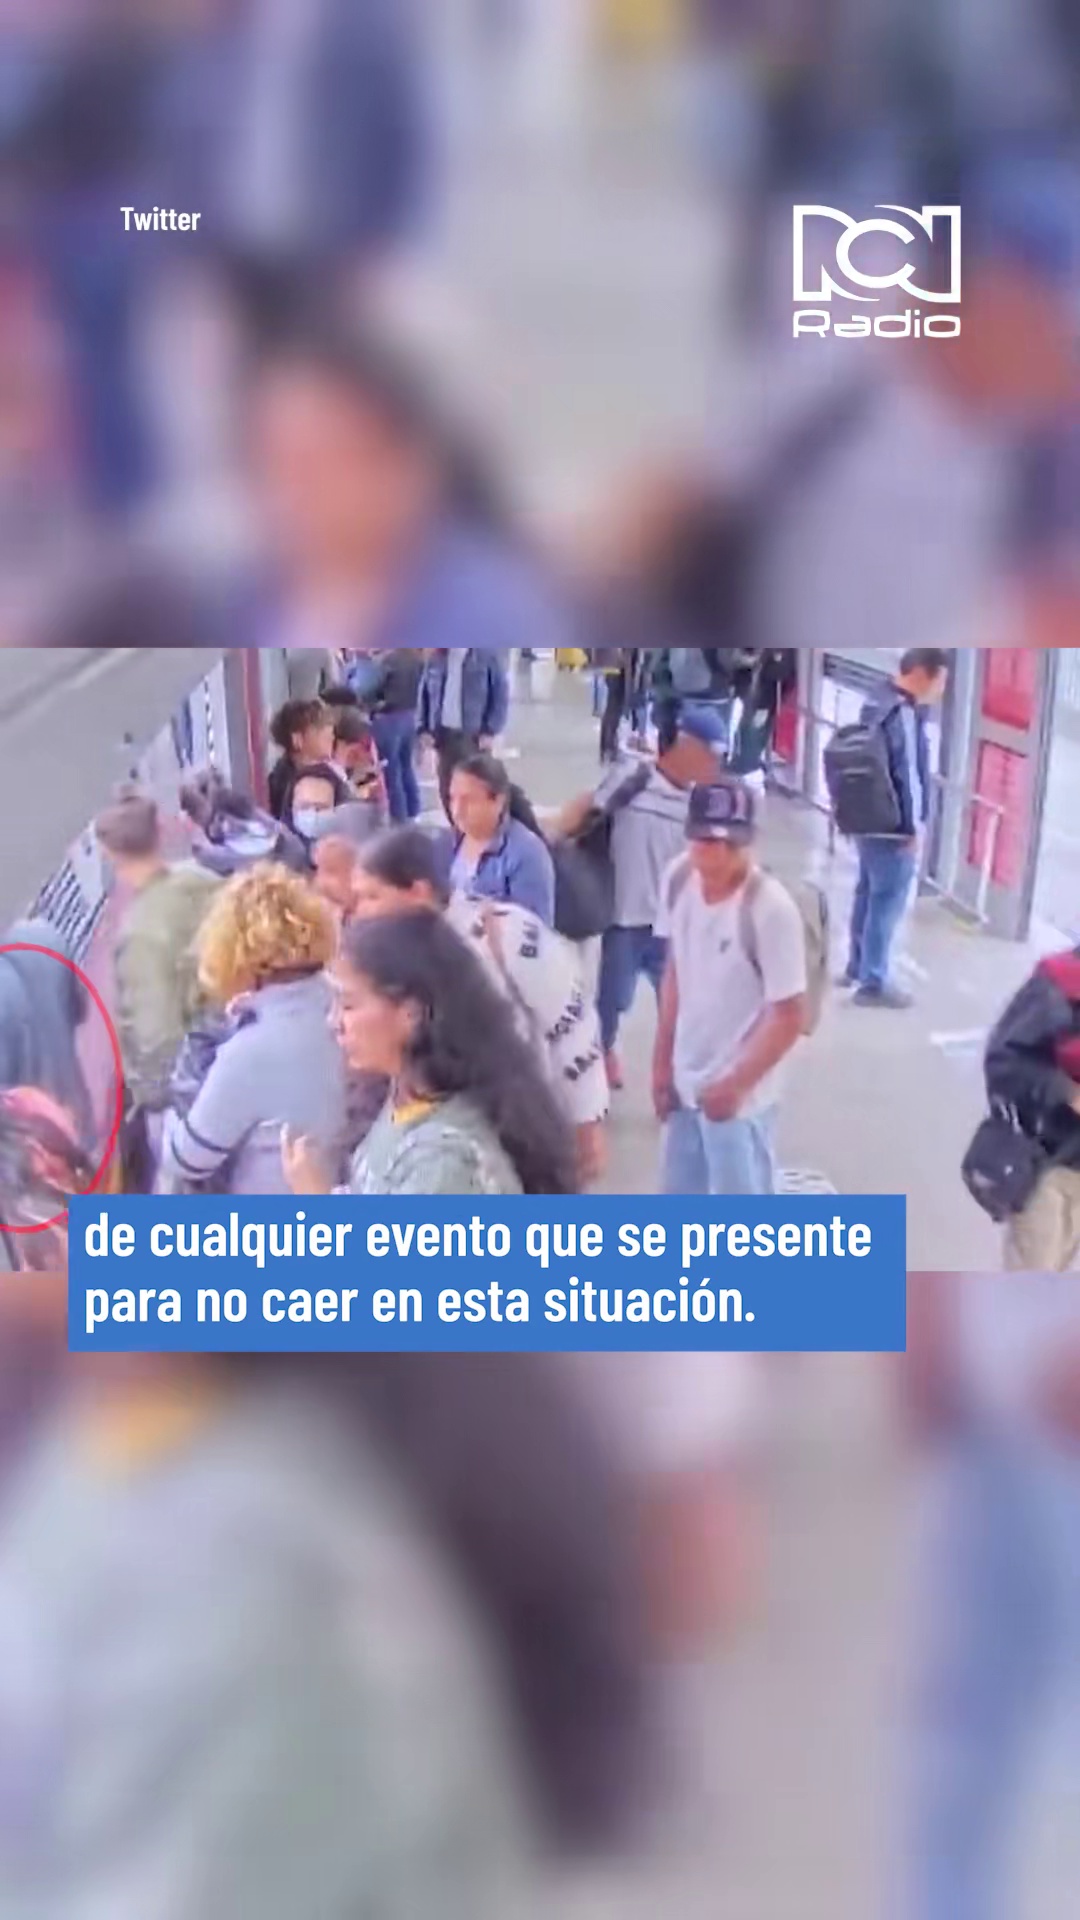 Twitter
RCN
Radio
de cualquier evento que se presente
para no caer en esta situación.